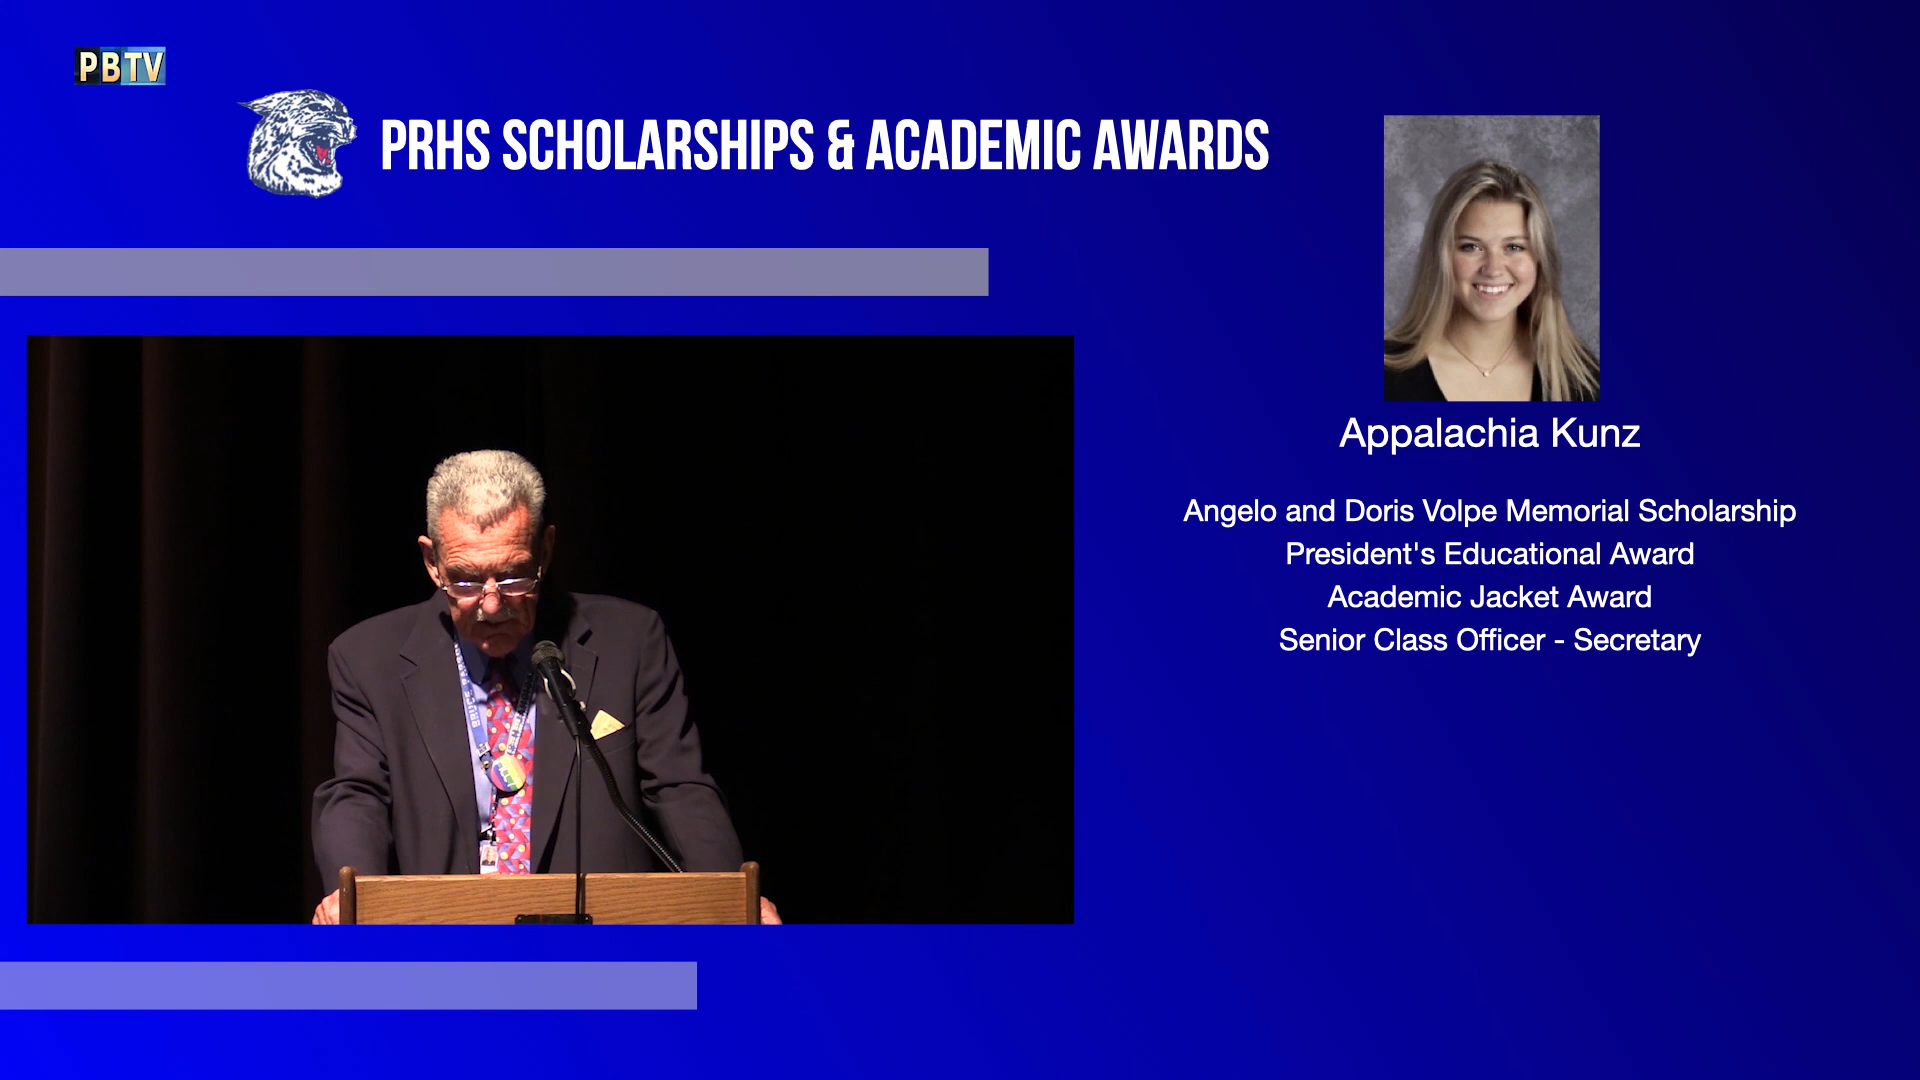 PBTV
PRHS SCHOLARSHIPS & ACADEMIC AWARDS
Appalachia Kunz
Angelo and Doris Volpe Memorial Scholarship
President's Educational Award
Academic Jacket Award
Senior Class Officer - Secretary